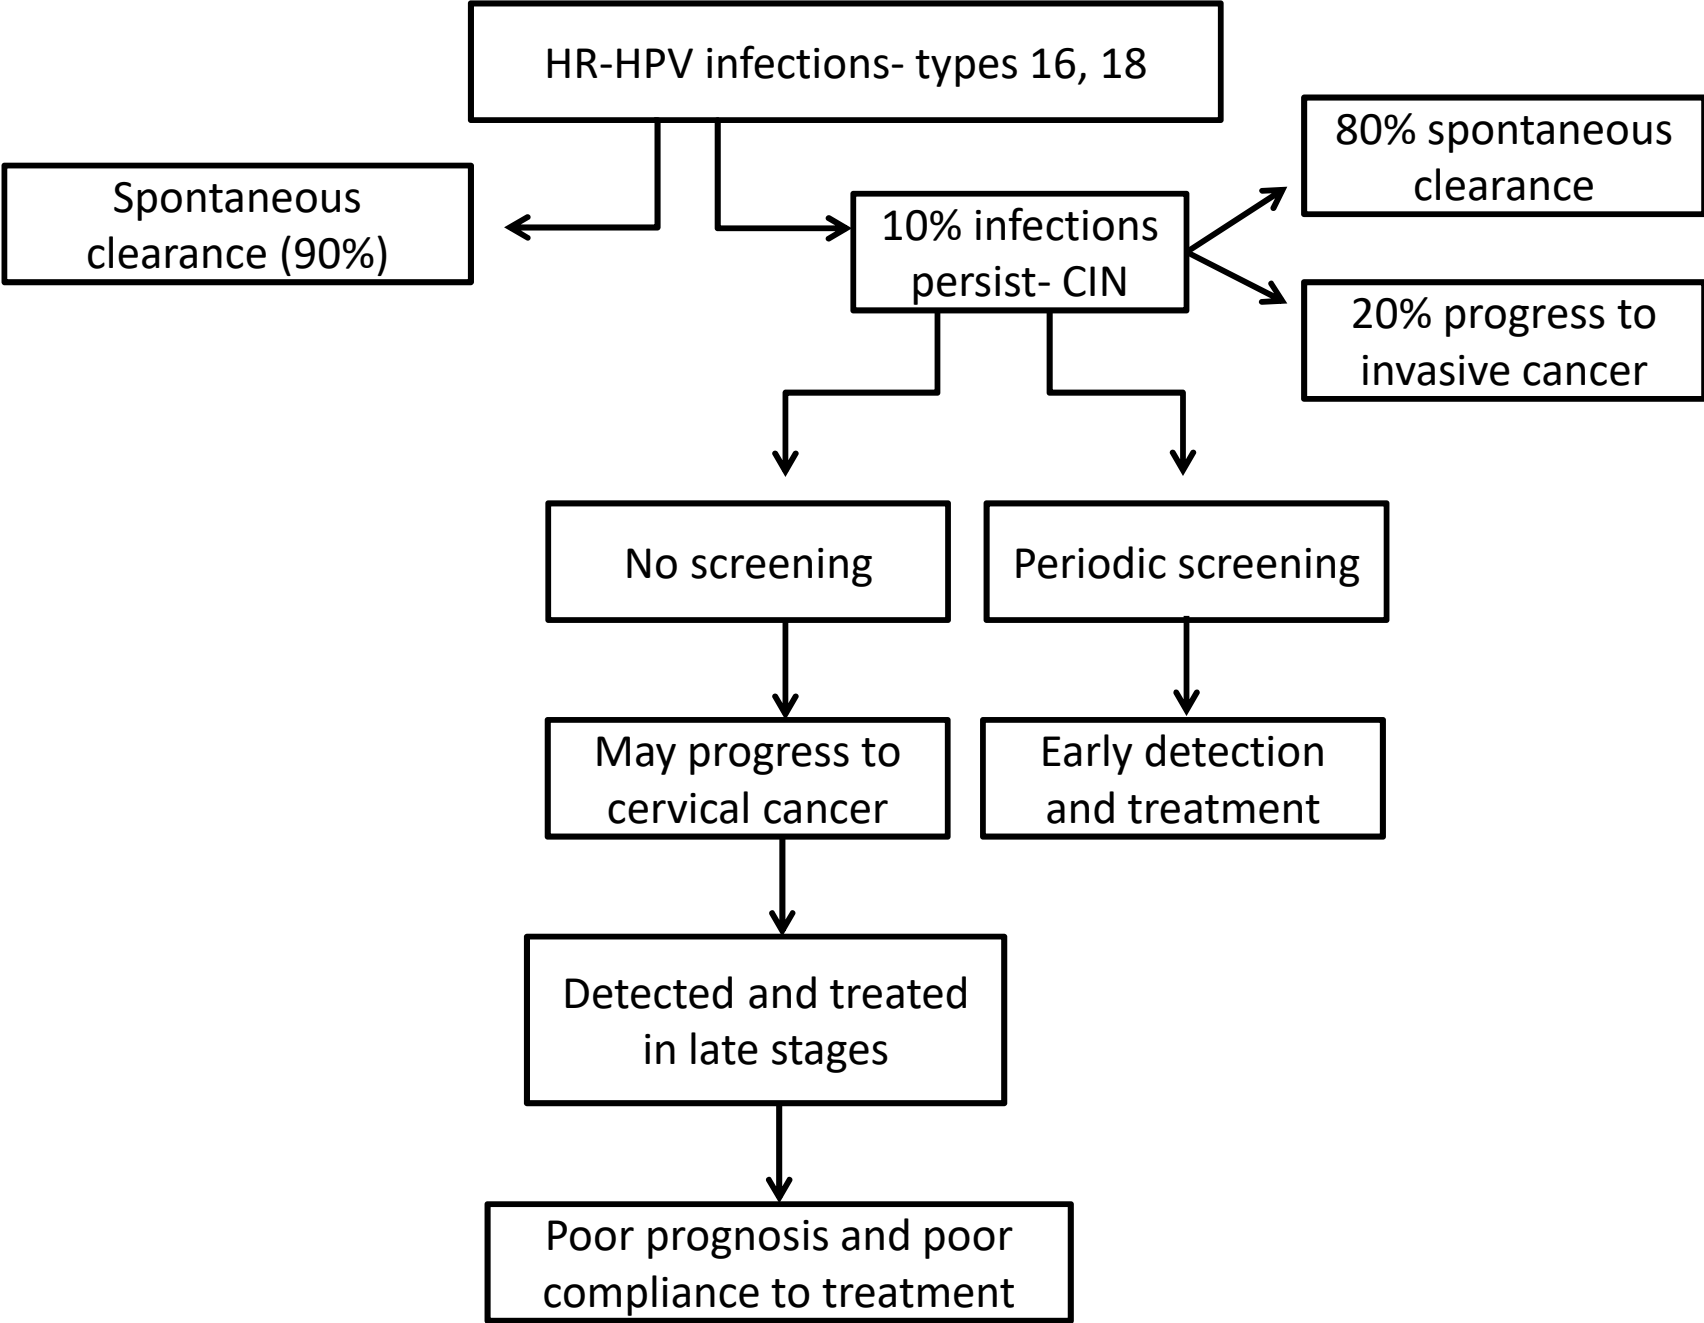 HR-HPV infections- types 16, 18
80% spontaneous
clearance
Spontaneous
clearance (90%)
10% infections
persist- CIN
20% progress to
invasive cancer
No screening
Periodic screening
May progress to
cervical cancer
Early detection
and treatment
Detected and treated
in late stages
Poor prognosis and poor
compliance to treatment